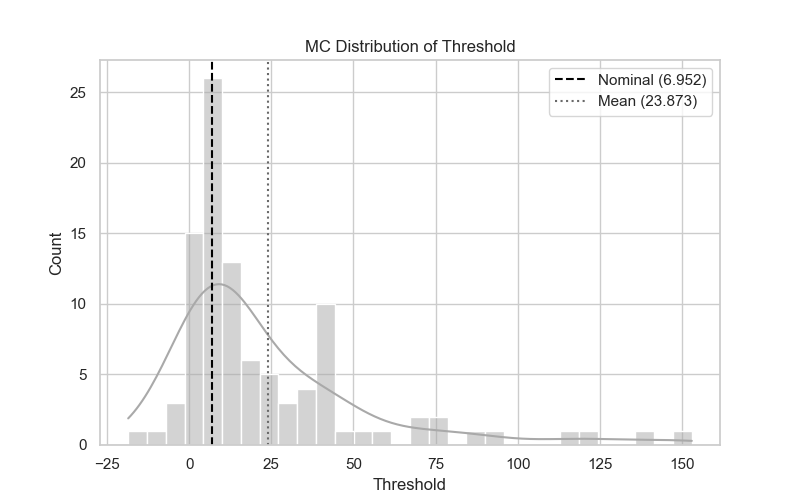 MC Distribution of Threshold
Nominal (6.952)
Mean (23.873)
Count
25
20
15
10
5
0
−25
0
25
50
75
100
125
150
Threshold